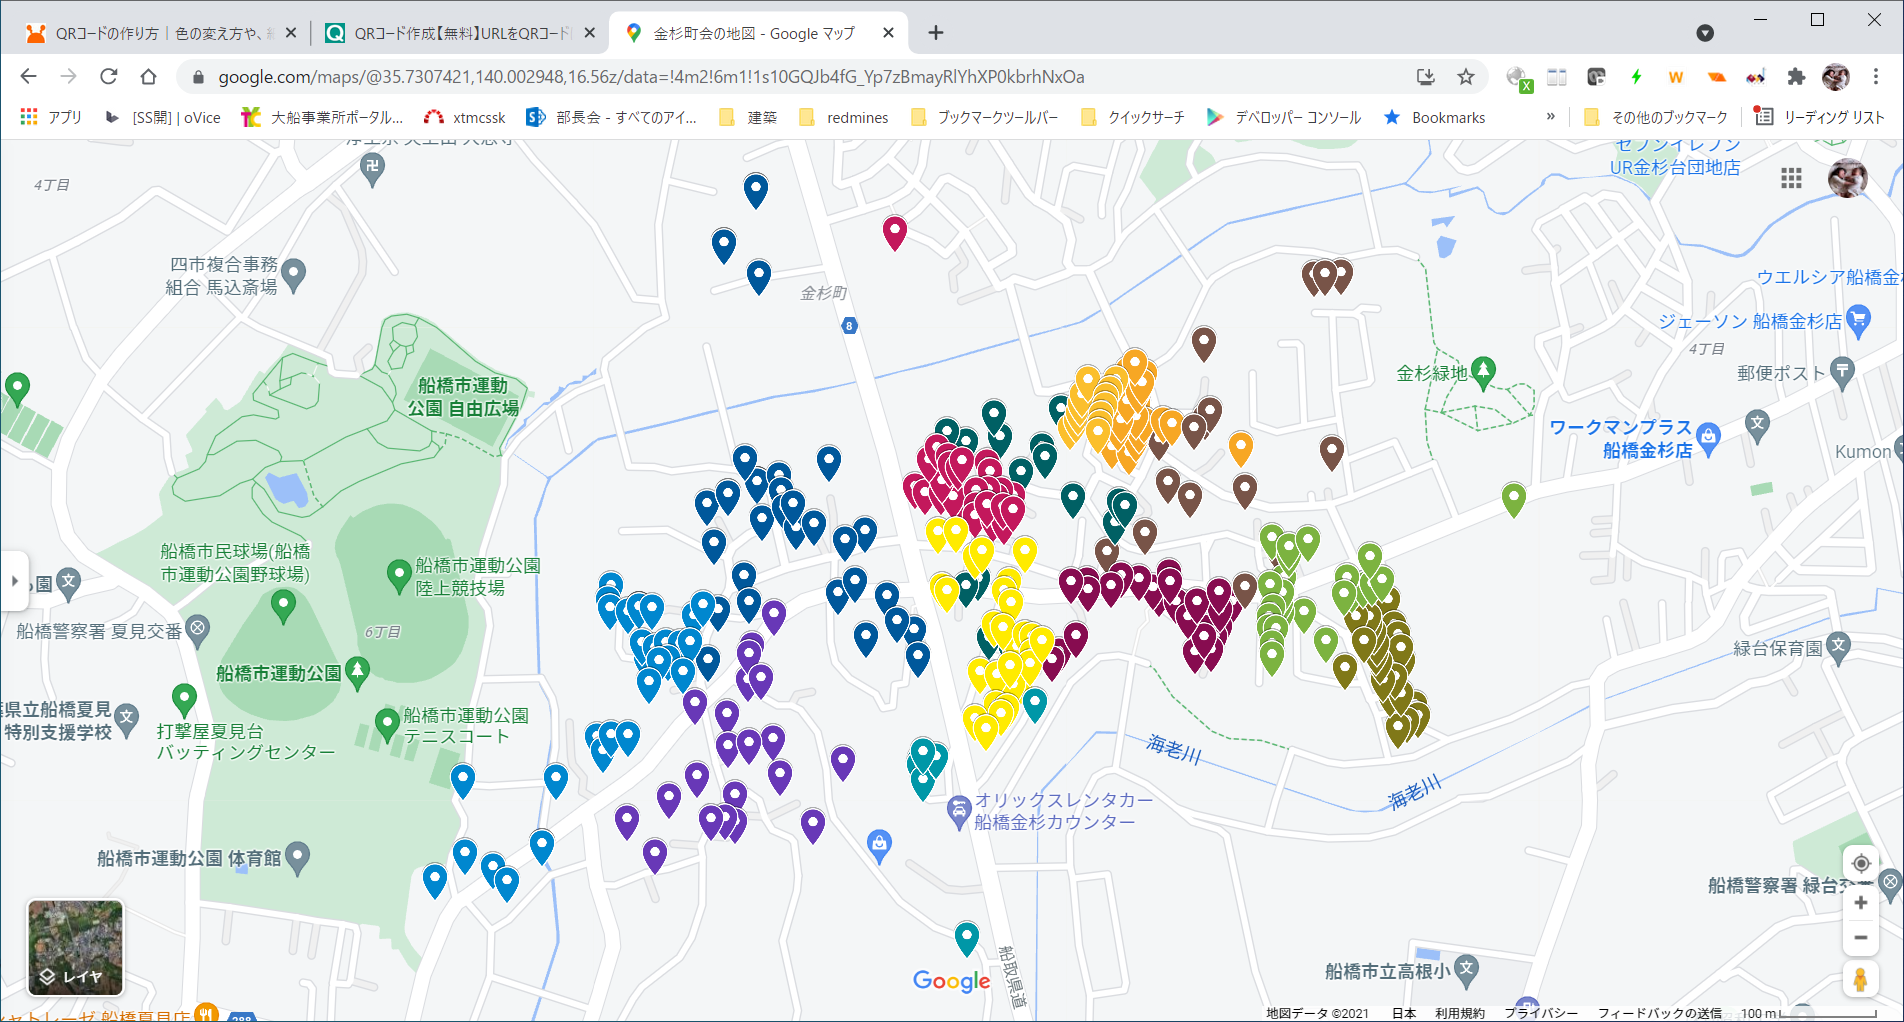 QRコードの作り方｜色の変え方や、
QRコード作成【無料】URLをQRコード
金杉町会の地図 - Google マップ
google.com/maps/@35.7307421,140.002948,16.56z/data=!4m2!6m1!1s10GQJb4fG_Yp7zBmayRlYhXP0kbrhNxOa
アプリ
[SS開] | oVice
大船事業所ポータル...
xtmcssk
部長会 - すべてのアイ...
建築
redmines
ブックマークツールバー
クイックサーチ
デベロッパー コンソール
Bookmarks
»
その他のブックマーク
リーディング リスト
セブンイレブン
UR金杉台団地店
4丁目
四市複合事務
組合 馬込斎場
金杉町
8
ウエルシア船橋金
ジェーソン 船橋金杉店
4丁目
郵便ポスト
金杉緑地
船橋市運動
公園 自由広場
ワークマンプラス
船橋金杉店
Kumon
船橋市民球場(船橋
市運動公園野球場)
船橋市運動公園
陸上競技場
園
船橋警察署 夏見交番
6丁目
船橋市運動公園
緑台保育園
県立船橋夏見
特別支援学校
打撃屋夏見台
バッティングセンター
船橋市運動公園
テニスコート
海老川
海老川
オリックスレンタカー
船橋金杉カウンター
船橋市運動公園 体育館
船橋警察署 緑台交
船取県道
船橋市立高根小
レイヤ
Google
シャトレーゼ 船橋夏見店
288
地図データ ©2021
日本
利用規約
プライバシー
フィードバックの送信
100 m